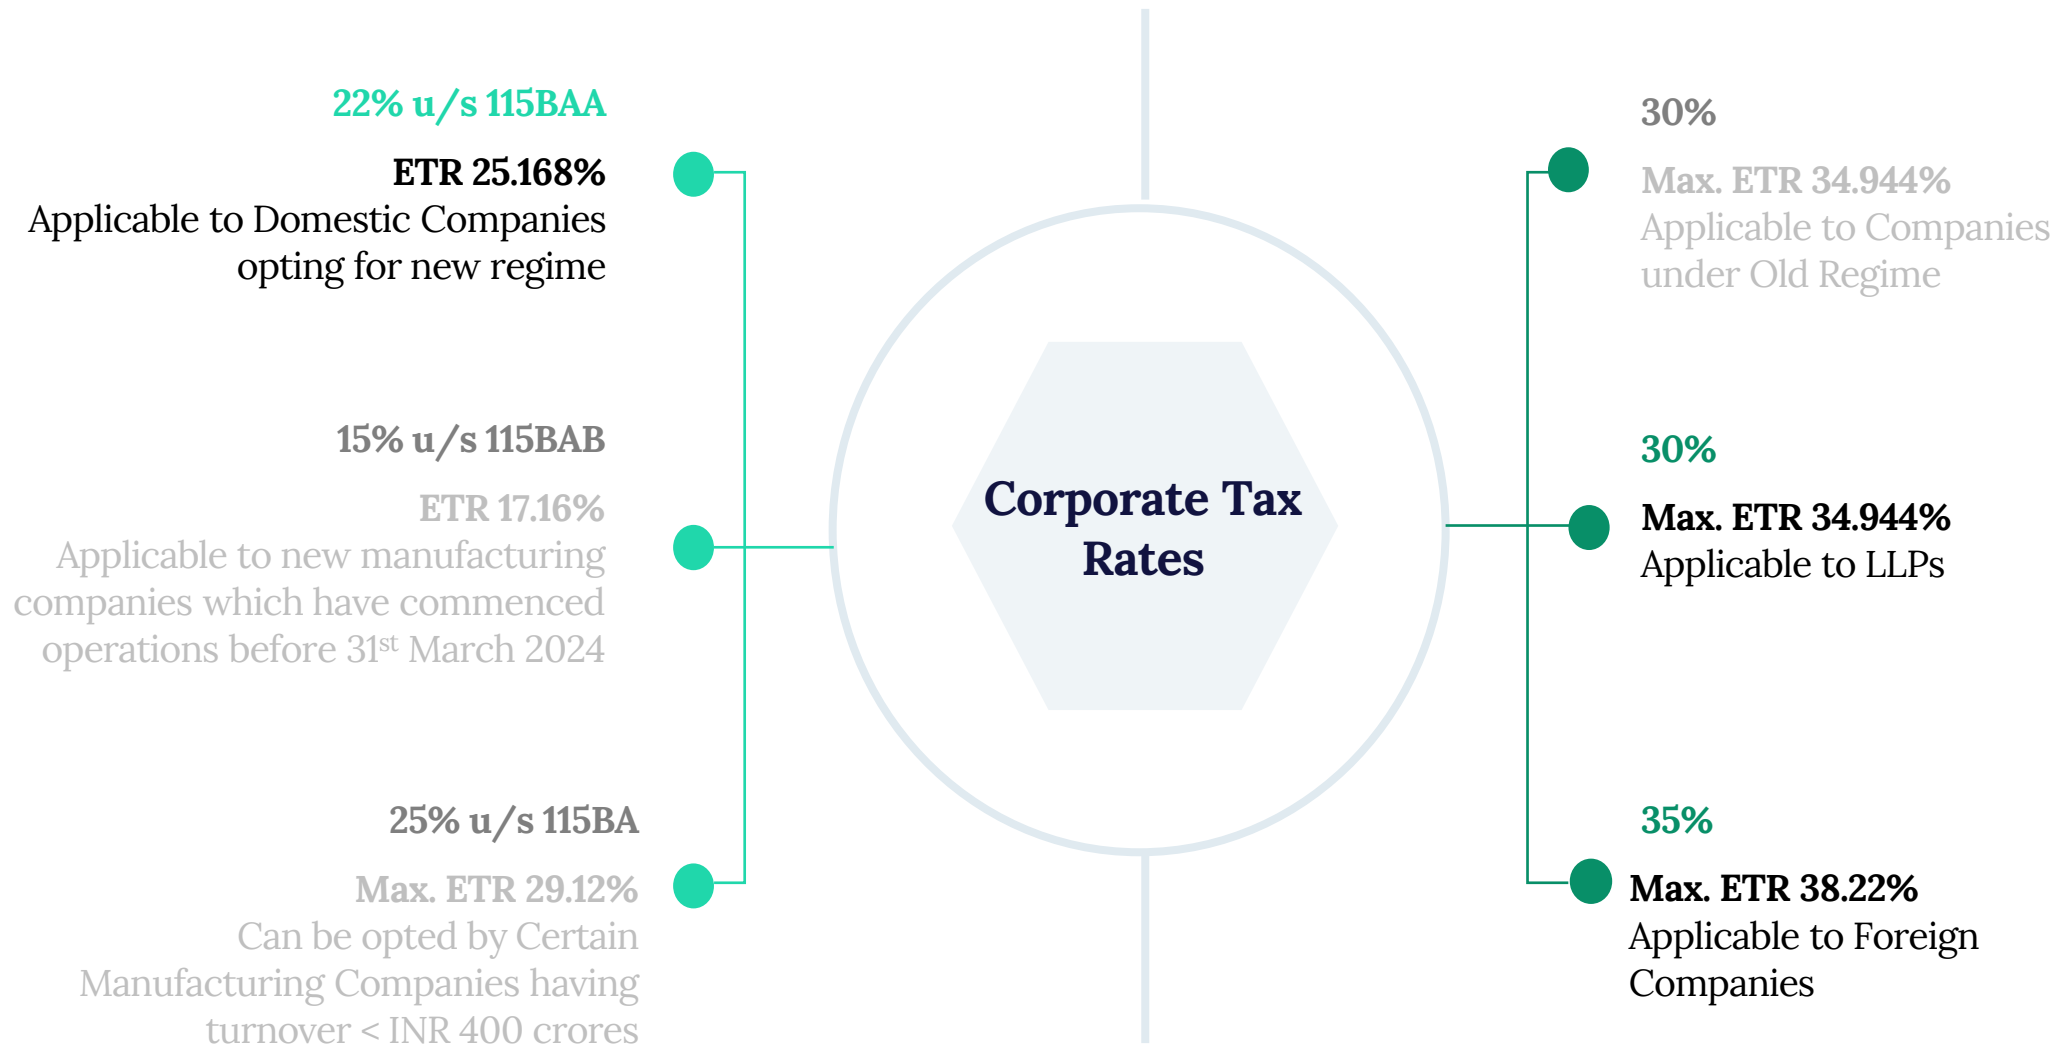 22% u/s 115BAA
ETR 25.168%
Applicable to Domestic Companies
opting for new regime
15% u/s 115BAB
ETR 17.16%
Applicable to new manufacturing
companies which have commenced
operations before 31st March 2024
25% u/s 115BA
Max. ETR 29.12%
Can be opted by Certain
Manufacturing Companies having
turnover < INR 400 crores
Corporate Tax
Rates
30%
Max. ETR 34.944%
Applicable to Companies
under Old Regime
30%
Max. ETR 34.944%
Applicable to LLPs
35%
Max. ETR 38.22%
Applicable to Foreign
Companies